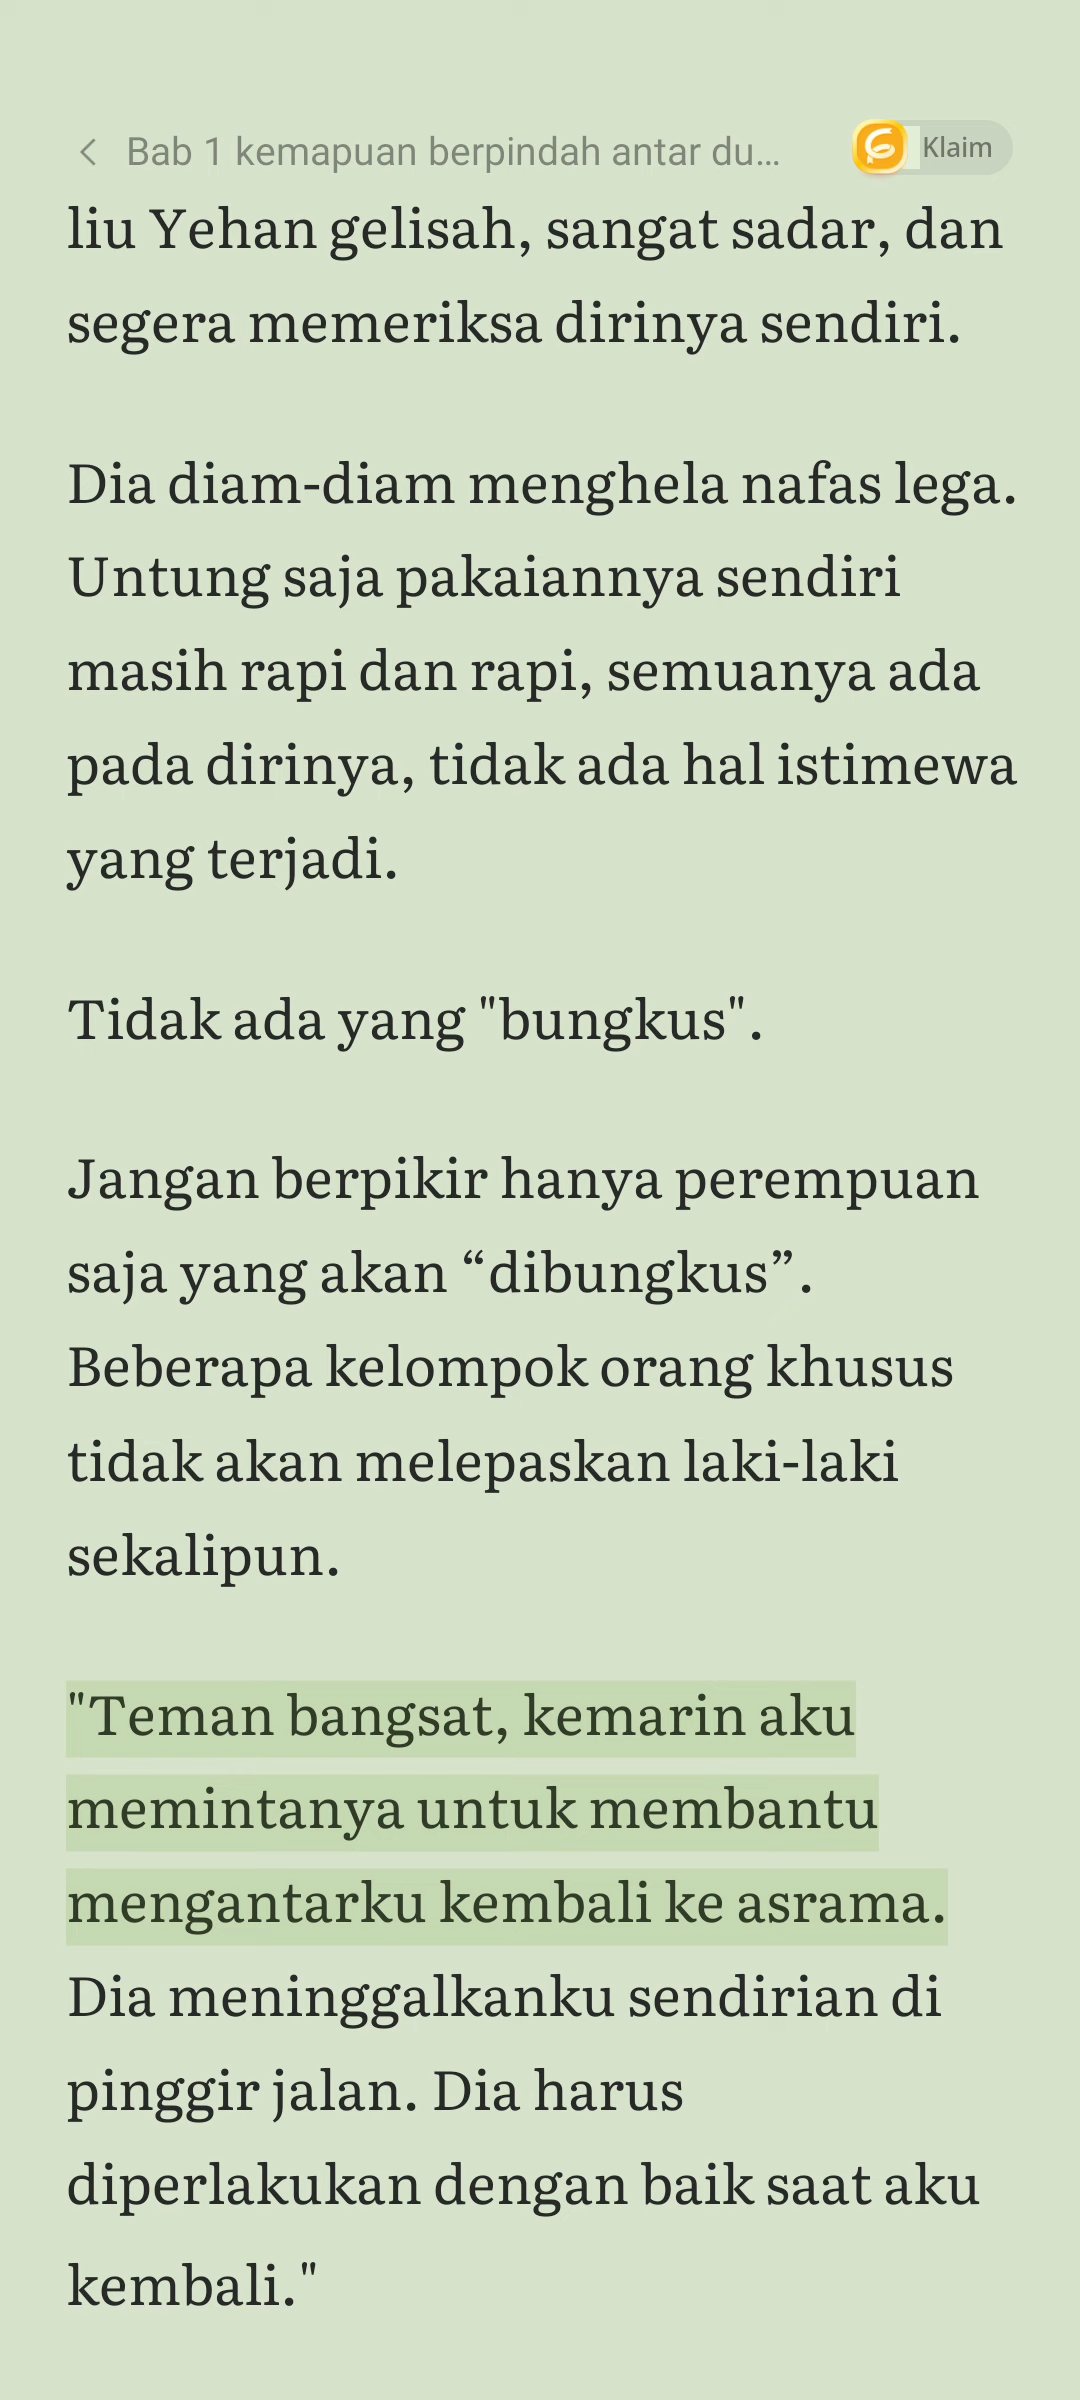 Bab 1 kemapuan berpindah antar du...
Klaim
liu Yehan gelisah, sangat sadar, dan
segera memeriksa dirinya sendiri.
Dia diam-diam menghela nafas lega.
Untung saja pakaiannya sendiri
masih rapi dan rapi, semuanya ada
pada dirinya, tidak ada hal istimewa
yang terjadi.
Tidak ada yang "bungkus".
Jangan berpikir hanya perempuan
saja yang akan “dibungkus”.
Beberapa kelompok orang khusus
tidak akan melepaskan laki-laki
sekalipun.
"Teman bangsat, kemarin aku
memintanya untuk membantu
mengantarku kembali ke asrama.
Dia meninggalkanku sendirian di
pinggir jalan. Dia harus
diperlakukan dengan baik saat aku
kembali."